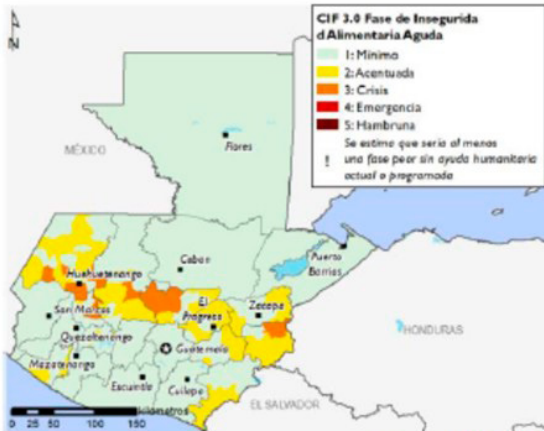 CIF 3.0 Fase de Insegurida
d Alimentaria Aguda
1: Mínimo
2: Acentuada
3: Crisis
4: Emergencia
5: Hambruna
Se estima que sería al menos
! una fase peor sin ayuda humanitaria
actual o programada
MÉXICO
Flores
Puerto
Barrios
Coban
Huehuetenango
El
Progreso
Zacapa
San Marcos
Quezaltenango
Guatemala
HONDURAS
Mazatenango
Escuintla
Cuilapa
EL SALVADOR
kilómetros
0 25 50 100 150